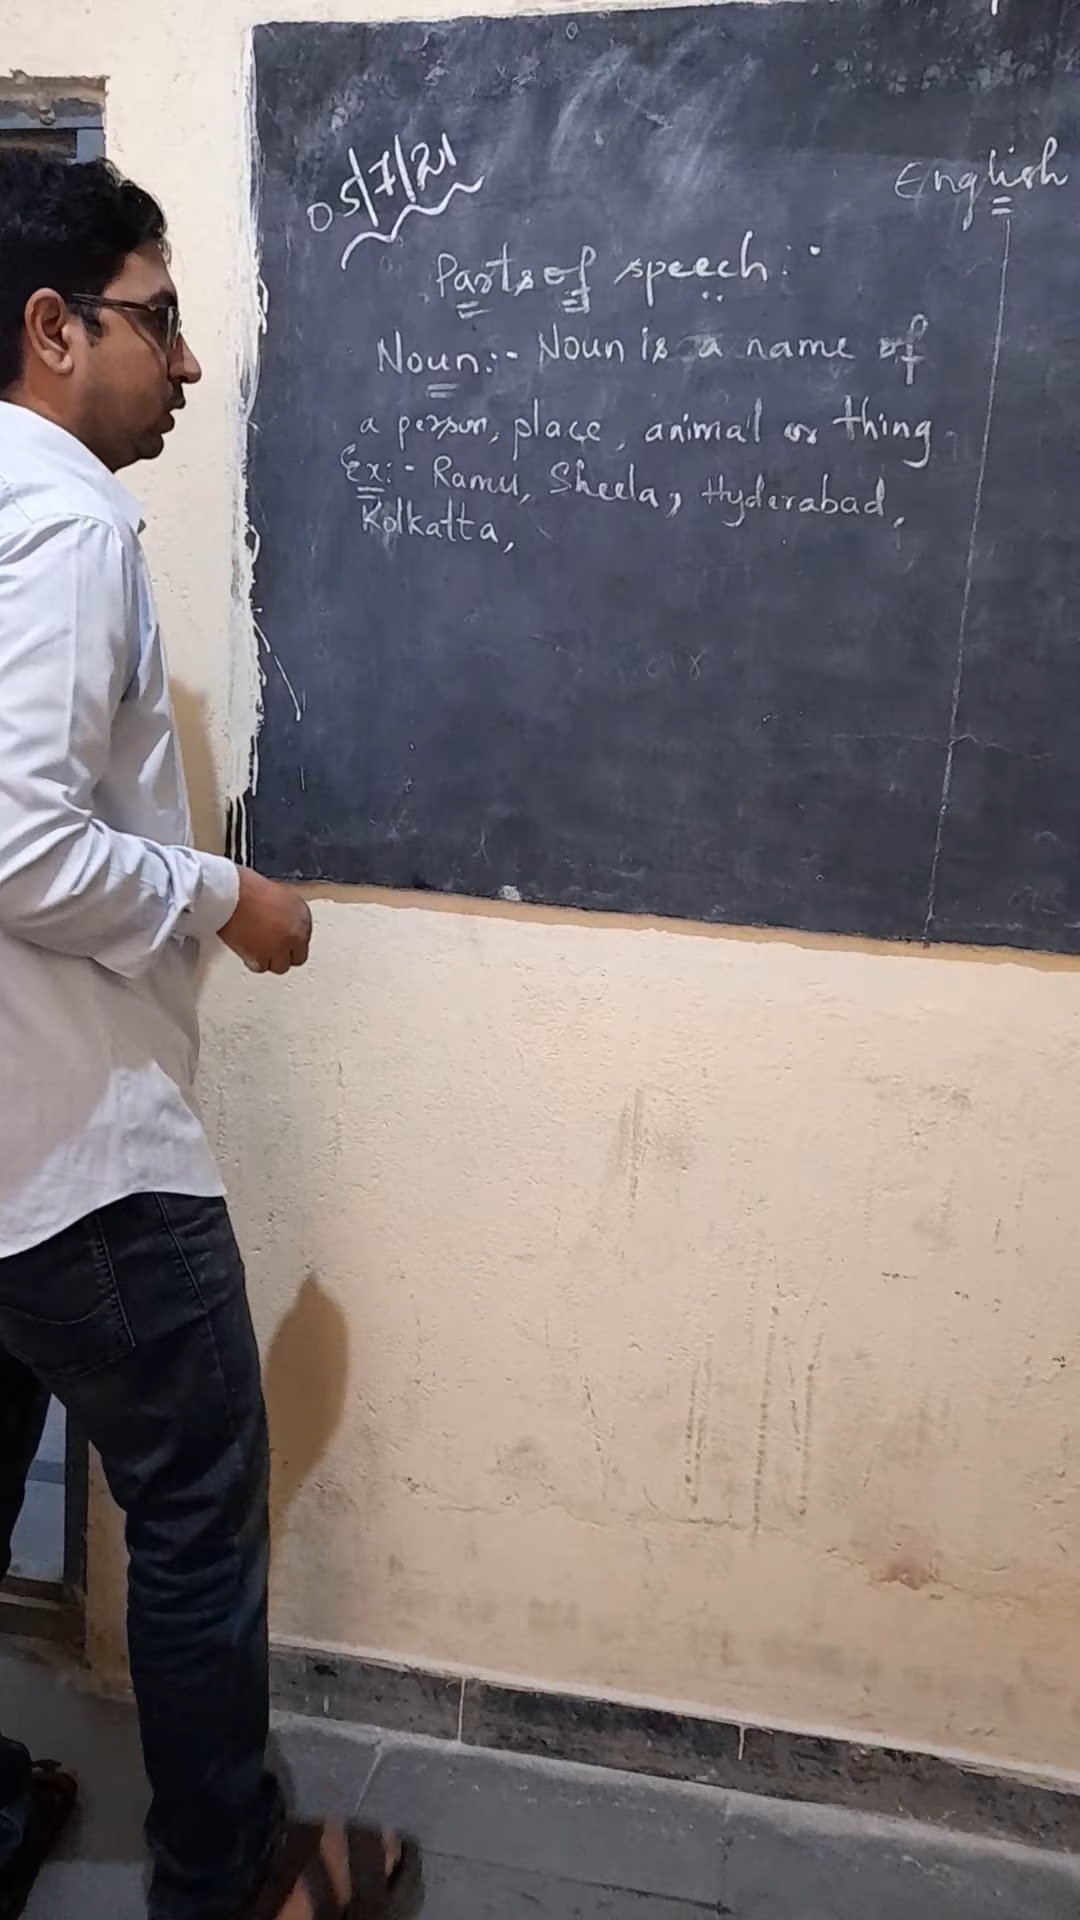 05/7/21
English
Parts of speech:-
Noun:- Noun is a name of
a person, place, animal or thing.
Ex:- Ramu, Sheela, Hyderabad,
Kolkatta,